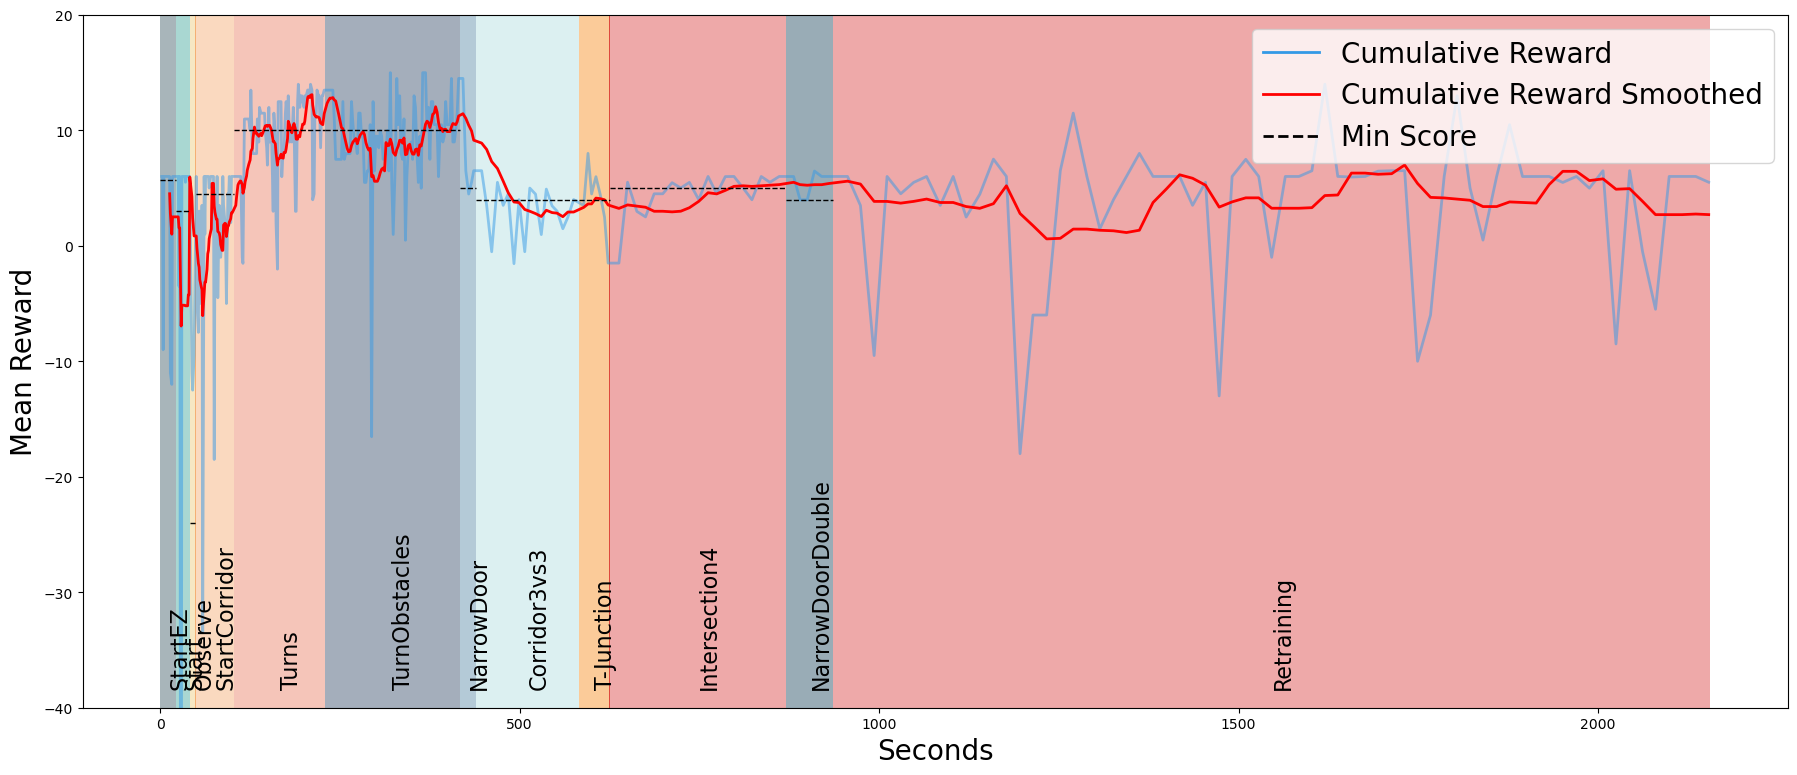 20
10
0
−10
−20
−30
−40
Mean Reward
Cumulative Reward
Cumulative Reward Smoothed
Min Score
StartEZ
Start
Observe
StartCorridor
Turns
TurnObstacles
NarrowDoor
Corridor3vs3
T-Junction
Intersection4
NarrowDoorDouble
Retraining
0
500
1000
1500
2000
Seconds